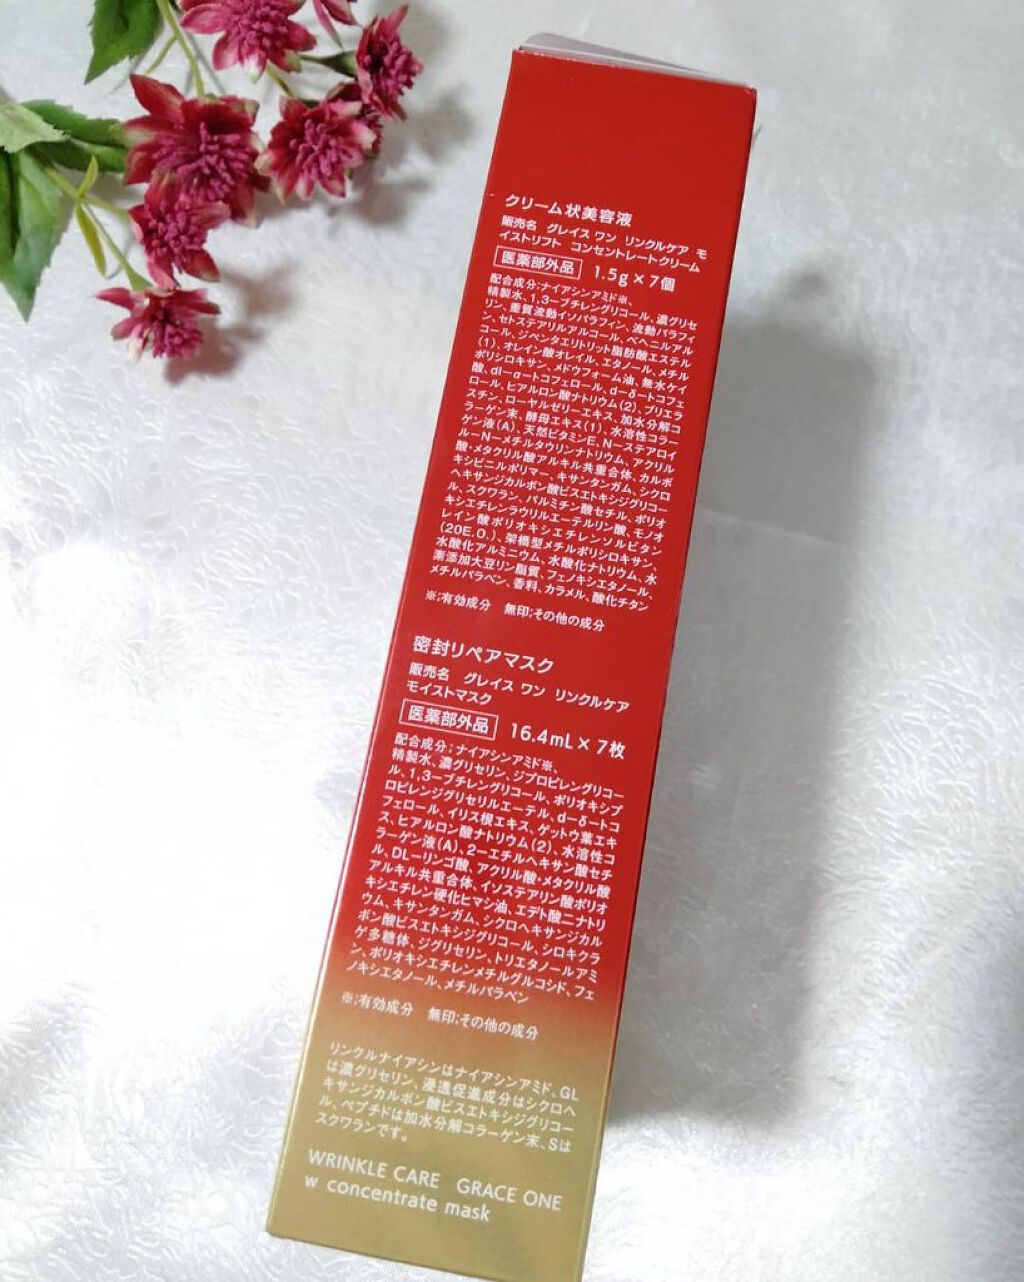 クリーム状美容液
販売名　グレイス ワン リンクルケア モ
イストリフト コンセントレートクリーム
医薬部外品 1.5g×7個
配合成分;ナイアシンアミド※、
精製水、1,3-ブチレングリコール、濃グリセ
リン、重質流動イソパラフィン、流動パラフィ
ン、セトステアリルアルコール、ベヘニルアル
コール、ジペンタエリトリット脂肪酸エステル
(1)、オレイン酸オレイル、エタノール、メチル
ポリシロキサン、メドウフォーム油、無水ケイ
酸、dl-α-トコフェロール、d-δ-トコフェ
ロール、ヒアルロン酸ナトリウム(2)、プリエラ
スチン、ローヤルゼリーエキス、加水分解コ
ラーゲン末、酵母エキス(1)、水溶性コラー
ゲン液(A)、天然ビタミンE、N-ステアロイ
ル-N-メチルタウリンナトリウム、アクリル
酸・メタクリル酸アルキル共重合体、カルボ
キシビニルポリマー、キサンタンガム、シクロ
ヘキサンジカルボン酸ビスエトキシジグリコー
ル、スクワラン、パルミチン酸セチル、ポリオ
キシエチレンラウリルエーテルリン酸、モノオ
レイン酸ポリオキシエチレンソルビタン
(20E.O.)、架橋型メチルポリシロキサン、
水酸化アルミニウム、水酸化ナトリウム、水
素添加大豆リン脂質、フェノキシエタノール、
メチルパラベン、香料、カラメル、酸化チタン
※;有効成分　無印;その他の成分
密封リペアマスク
販売名　グレイス ワン リンクルケア
モイストマスク
医薬部外品 16.4mL×7枚
配合成分;ナイアシンアミド※、
精製水、濃グリセリン、ジプロピレングリコー
ル、1,3-ブチレングリコール、ポリオキシプ
ロピレンジグリセリルエーテル、d-δ-トコ
フェロール、イリス根エキス、ゲットウ葉エキ
ス、ヒアルロン酸ナトリウム(2)、水溶性コ
ラーゲン液(A)、2-エチルヘキサン酸セチ
ル、DL-リンゴ酸、アクリル酸・メタクリル酸
アルキル共重合体、イソステアリン酸ポリオ
キシエチレン硬化ヒマシ油、エデト酸二ナトリ
ウム、キサンタンガム、シクロヘキサンジカル
ボン酸ビスエトキシジグリコール、シロキクラ
ゲ多糖体、ジグリセリン、トリエタノールアミ
ン、ポリオキシエチレンメチルグルコシド、フェ
ノキシエタノール、メチルパラベン
※;有効成分　無印;その他の成分
リンクルナイアシンはナイアシンアミド、GL
は濃グリセリン、浸透促進成分はシクロヘ
キサンジカルボン酸ビスエトキシジグリコー
ル、ペプチドは加水分解コラーゲン末、Sは
スクワランです。
WRINKLE CARE GRACE ONE
w concentrate mask